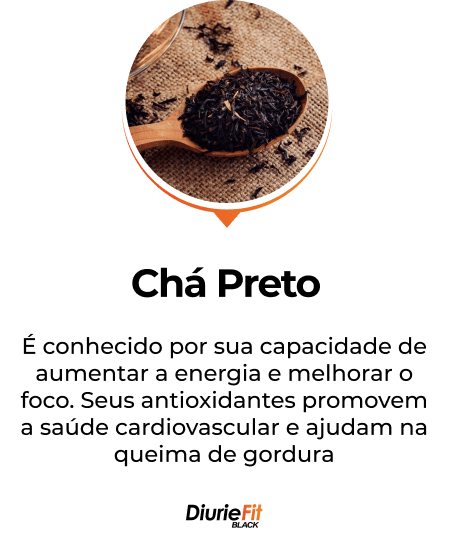 Chá Preto
É conhecido por sua capacidade de
aumentar a energia e melhorar o
foco. Seus antioxidantes promovem
a saúde cardiovascular e ajudam na
queima de gordura
DiurieFit
BLACK